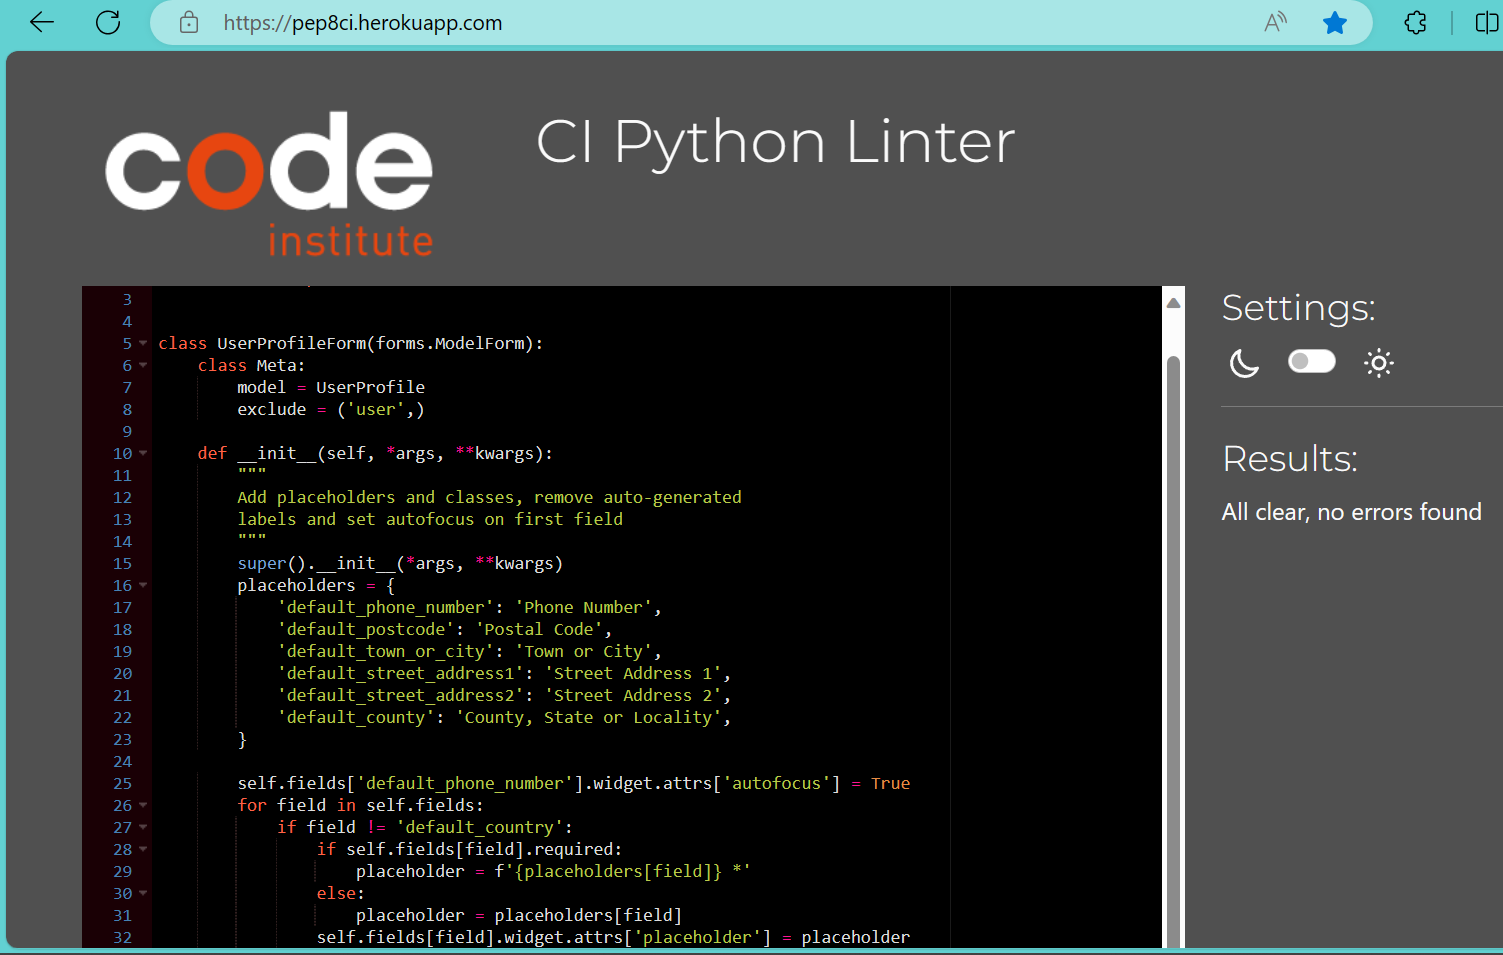 https://pep8ci.herokuapp.com
code
institute
CI Python Linter
3
4
5 class UserProfileForm(forms.ModelForm):
6     class Meta:
7         model = UserProfile
8         exclude = ('user',)
9
10     def __init__(self, *args, **kwargs):
11         """
12         Add placeholders and classes, remove auto-generated
13         labels and set autofocus on first field
14         """
15         super().__init__(*args, **kwargs)
16         placeholders = {
17             'default_phone_number': 'Phone Number',
18             'default_postcode': 'Postal Code',
19             'default_town_or_city': 'Town or City',
20             'default_street_address1': 'Street Address 1',
21             'default_street_address2': 'Street Address 2',
22             'default_county': 'County, State or Locality',
23         }
24
25         self.fields['default_phone_number'].widget.attrs['autofocus'] = True
26         for field in self.fields:
27             if field != 'default_country':
28                 if self.fields[field].required:
29                     placeholder = f'{placeholders[field]} *'
30                 else:
31                     placeholder = placeholders[field]
32                 self.fields[field].widget.attrs['placeholder'] = placeholder
Settings:
Results:
All clear, no errors found